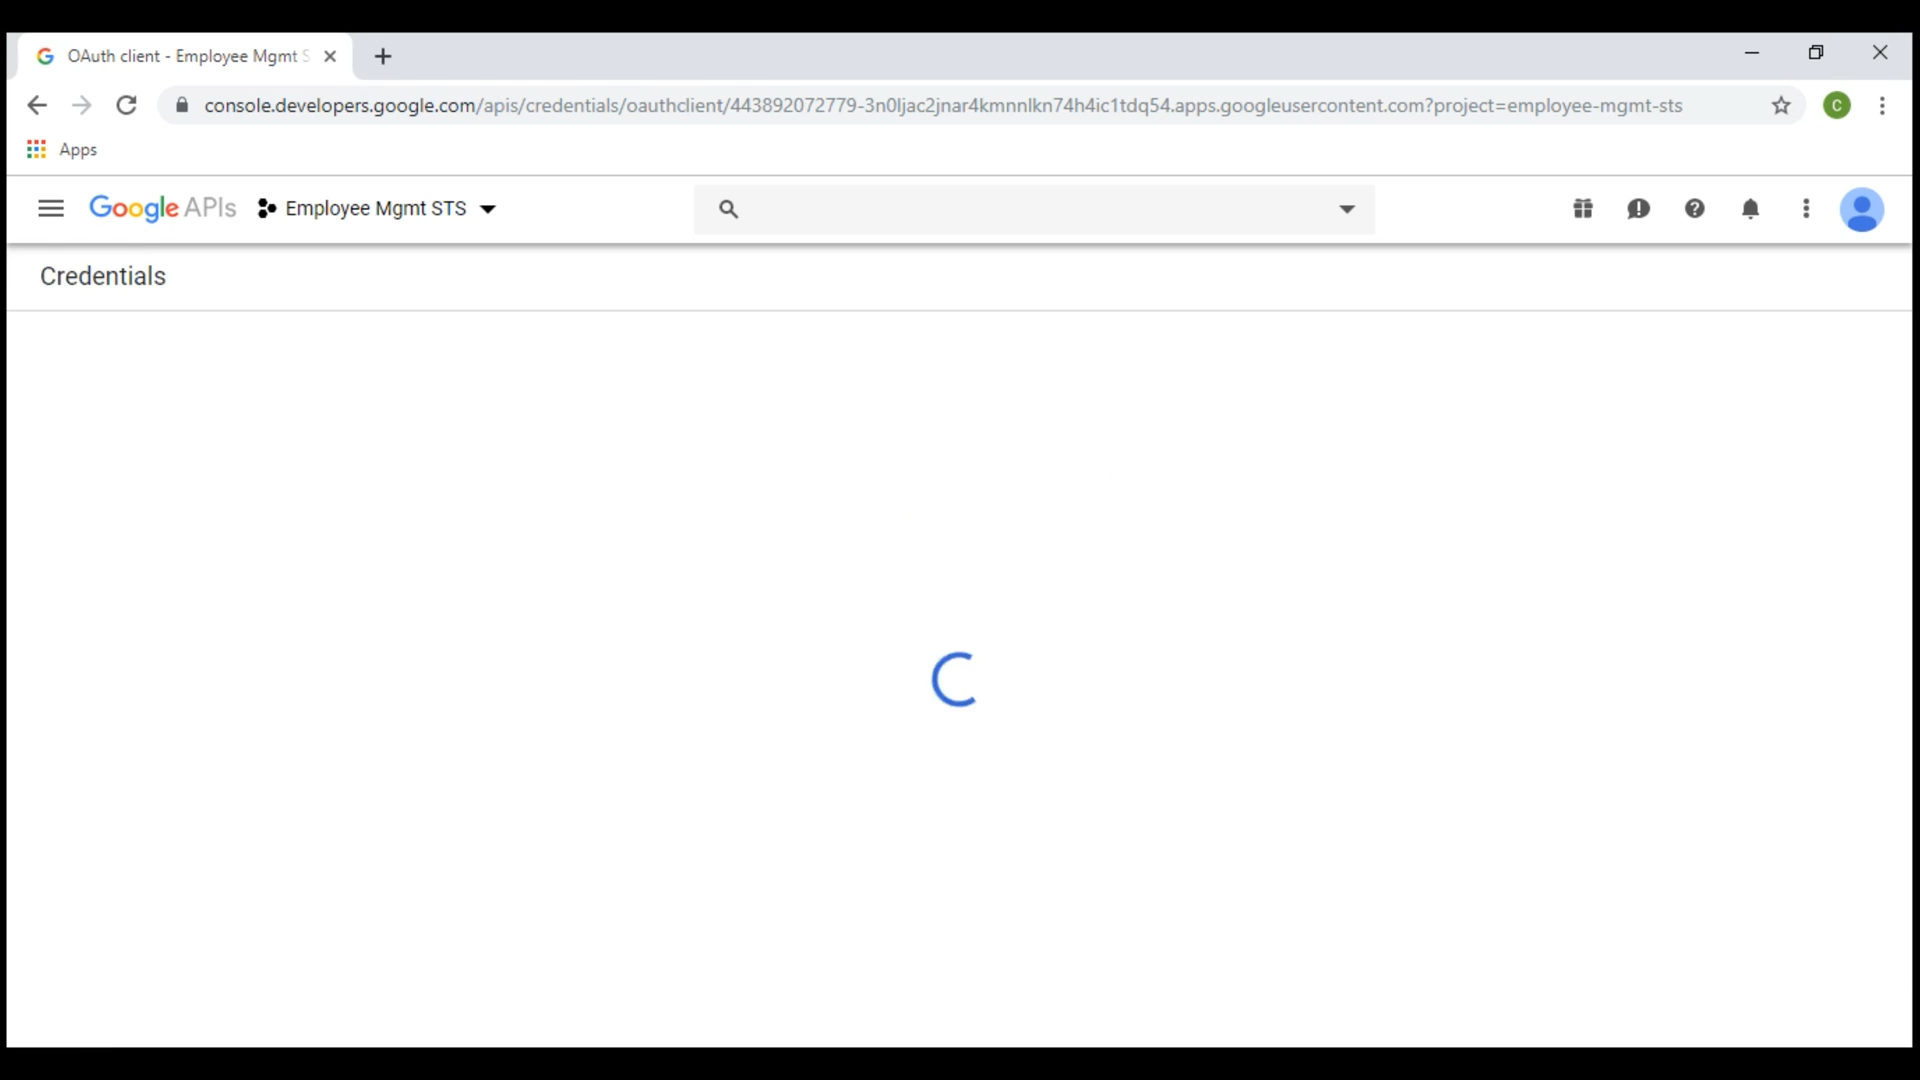 OAuth client - Employee Mgmt S
console.developers.google.com/apis/credentials/oauthclient/443892072779-3n0ljac2jnar4kmnnlkn74h4ic1tdq54.apps.googleusercontent.com?project=employee-mgmt-sts
C
Apps
Google APIs
Employee Mgmt STS
Credentials